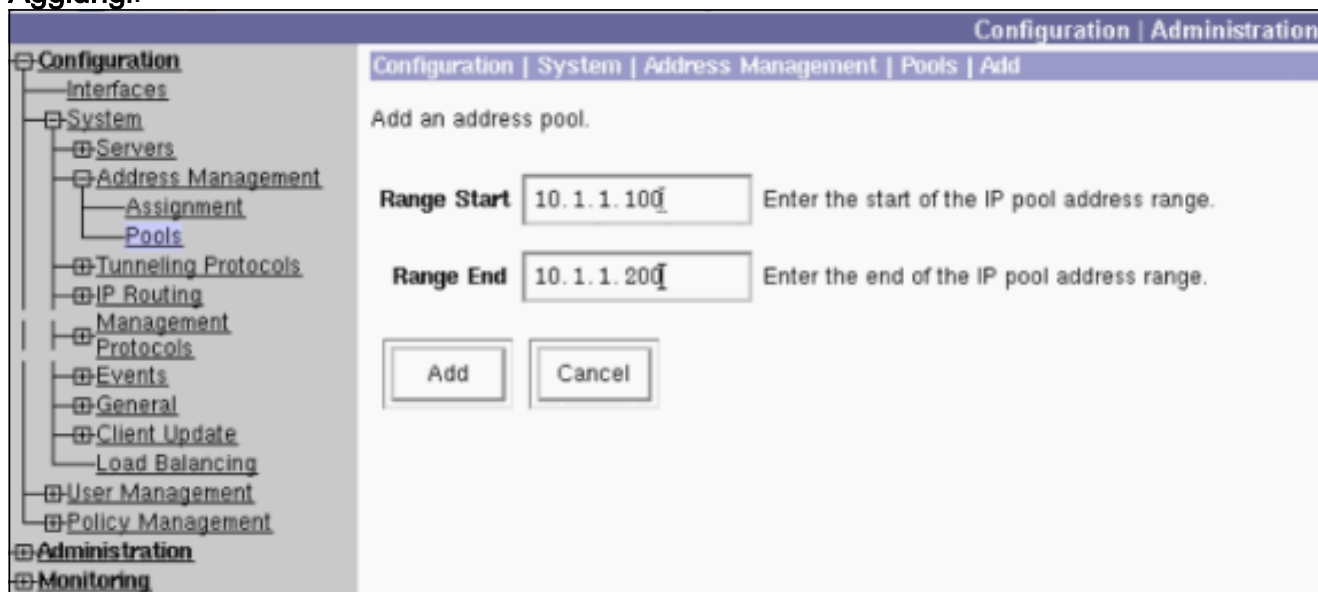 Aggiungi.
Configuration | Administration
Configuration
Interfaces
System
Servers
Address Management
Assignment
Pools
Tunneling Protocols
IP Routing
Management
Protocols
Events
General
Client Update
Load Balancing
User Management
Policy Management
Administration
Monitoring
Configuration | System | Address Management | Pools | Add
Add an address pool.
Range Start 10.1.1.100 Enter the start of the IP pool address range.
Range End 10.1.1.200 Enter the end of the IP pool address range.
Add Cancel